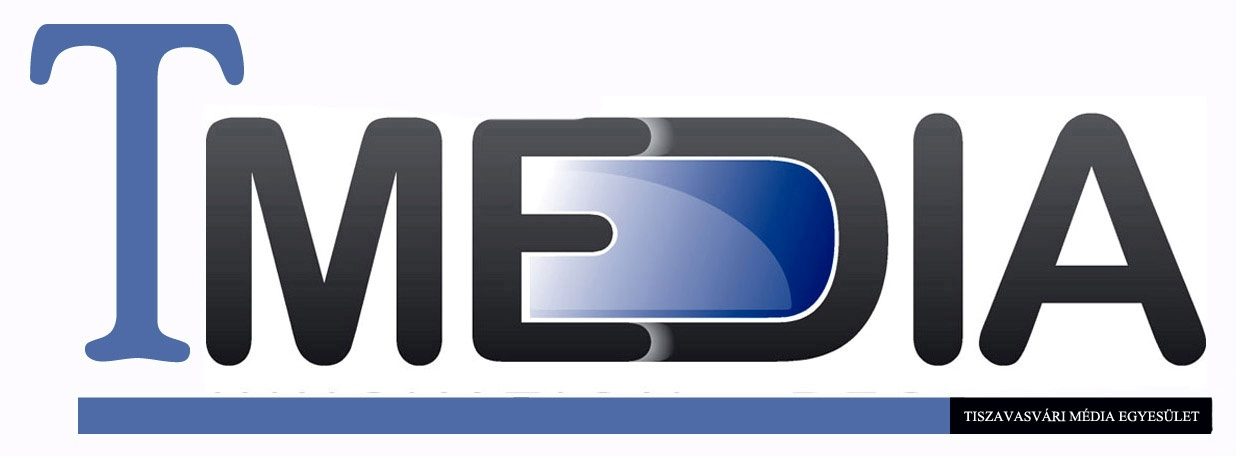 TMEDIA
TISZAVASVÁRI MÉDIA EGYESÜLET